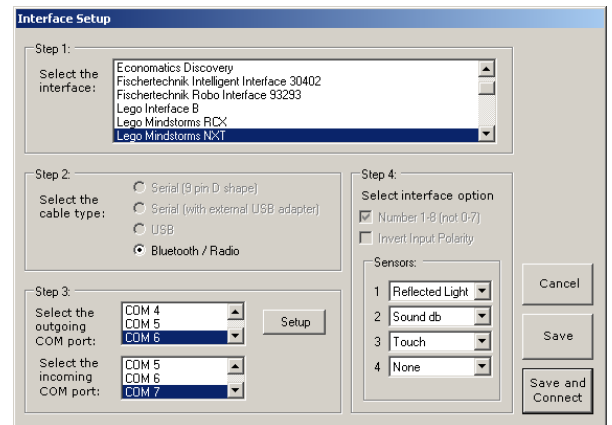 Interface Setup
Step 1:
Select the
interface:
Economatics Discovery
Fischertechnik Intelligent Interface 30402
Fischertechnik Robo Interface 93293
Lego Interface B
Lego Mindstorms RCX
Lego Mindstorms NXT
Step 2:
Select the
cable type:
Serial (9 pin D shape)
Serial (with external USB adapter)
USB
Bluetooth / Radio
Step 3:
Select the
outgoing
COM port:
COM 4
COM 5
COM 6
Setup
Select the
incoming
COM port:
COM 5
COM 6
COM 7
Step 4:
Select interface option
Number 1-8 (not 0-7)
Invert Input Polarity
Sensors:
1 Reflected Light
2 Sound db
3 Touch
4 None
Cancel
Save
Save and
Connect